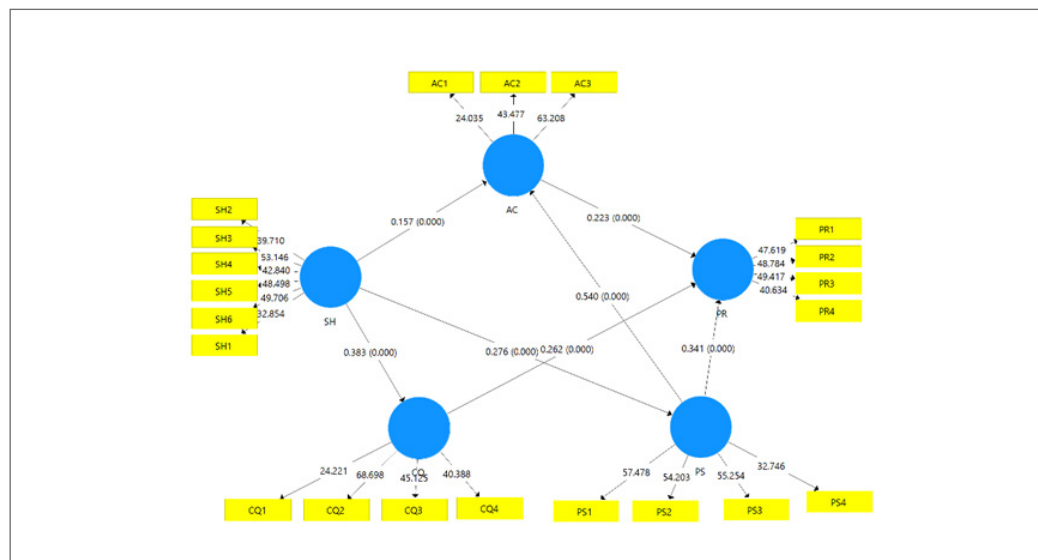 AC1
AC2
AC3
24.035
43.477
63.208
AC
SH2
SH3
SH4
SH5
SH6
SH1
39.710
53.146
42.840
48.498
49.706
32.854
SH
0.157 (0.000)
0.223 (0.000)
PR1
PR2
PR3
PR4
47.619
48.784
49.417
40.634
PR
0.540 (0.000)
0.383 (0.000)
0.276 (0.000)
0.262 (0.000)
0.341 (0.000)
CQ
24.221
68.698
45.125
40.388
CQ1
CQ2
CQ3
CQ4
PS
57.478
54.203
55.254
32.746
PS1
PS2
PS3
PS4